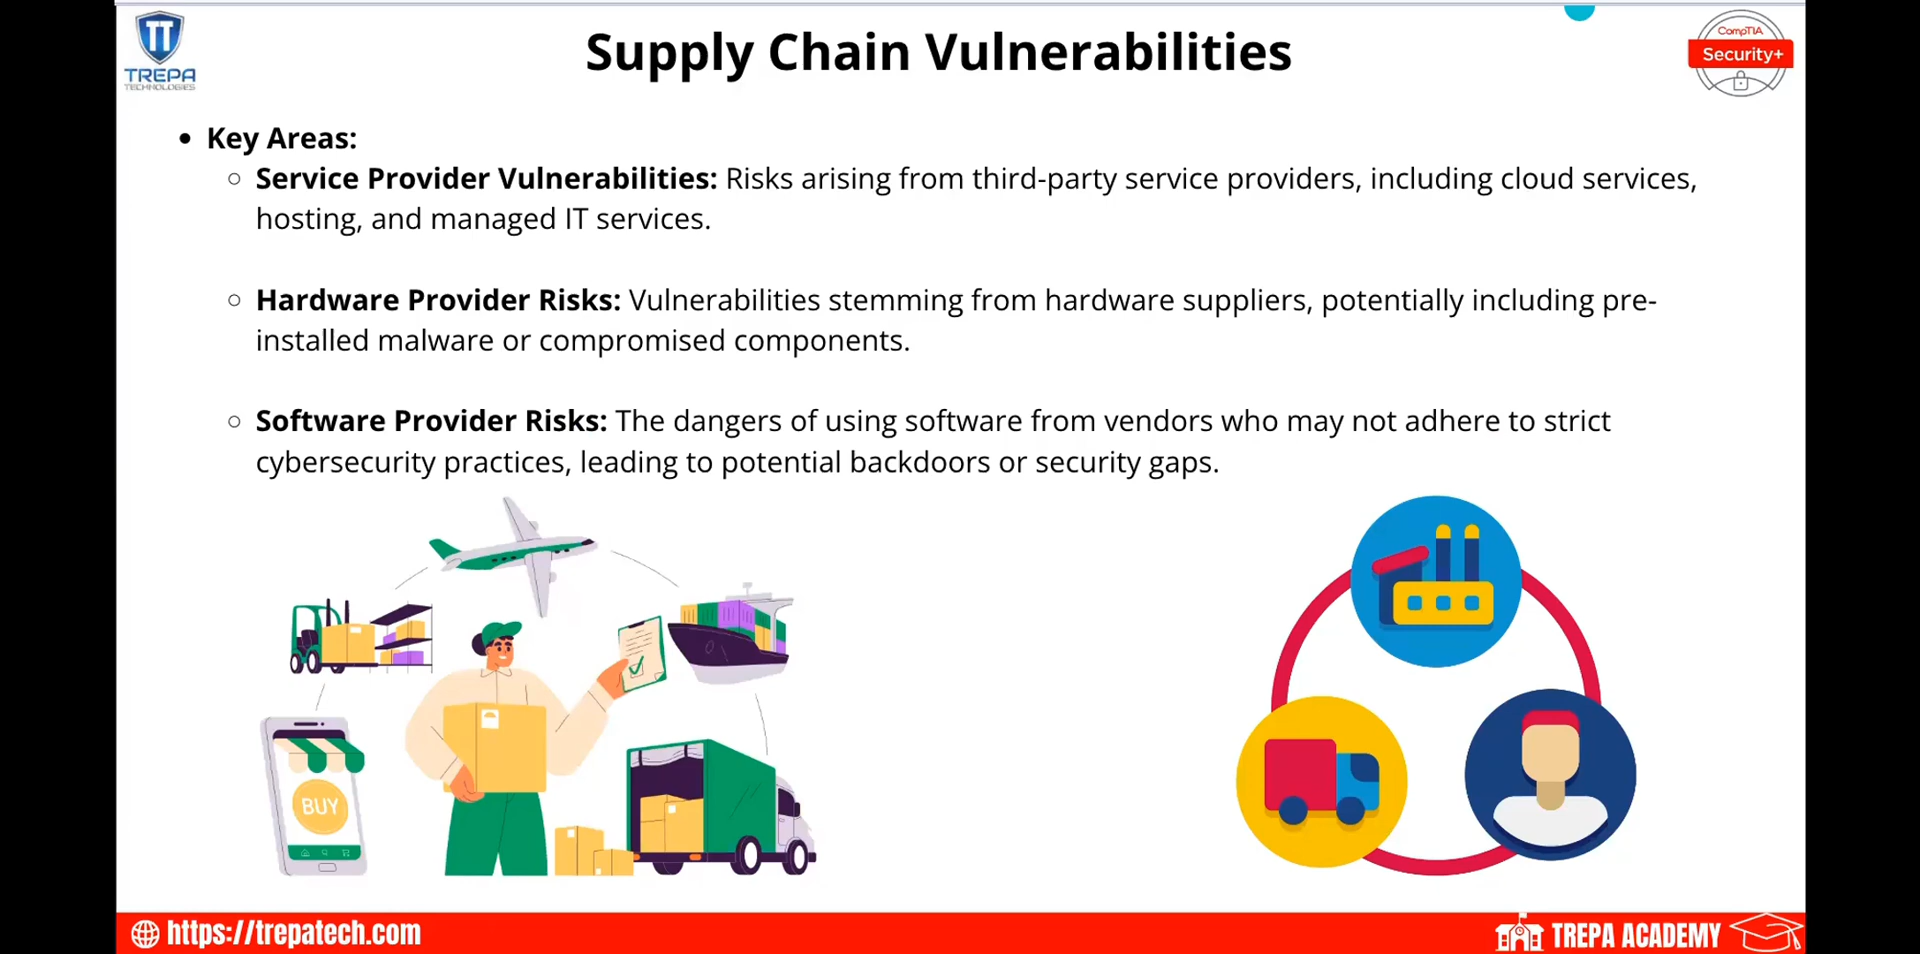 TREPA
TECHNOLOGIES
Supply Chain Vulnerabilities
CompTIA
Security+
• Key Areas:
○ Service Provider Vulnerabilities: Risks arising from third-party service providers, including cloud services,
hosting, and managed IT services.
○ Hardware Provider Risks: Vulnerabilities stemming from hardware suppliers, potentially including pre-
installed malware or compromised components.
○ Software Provider Risks: The dangers of using software from vendors who may not adhere to strict
cybersecurity practices, leading to potential backdoors or security gaps.
BUY
https://trepatech.com
TREPA ACADEMY